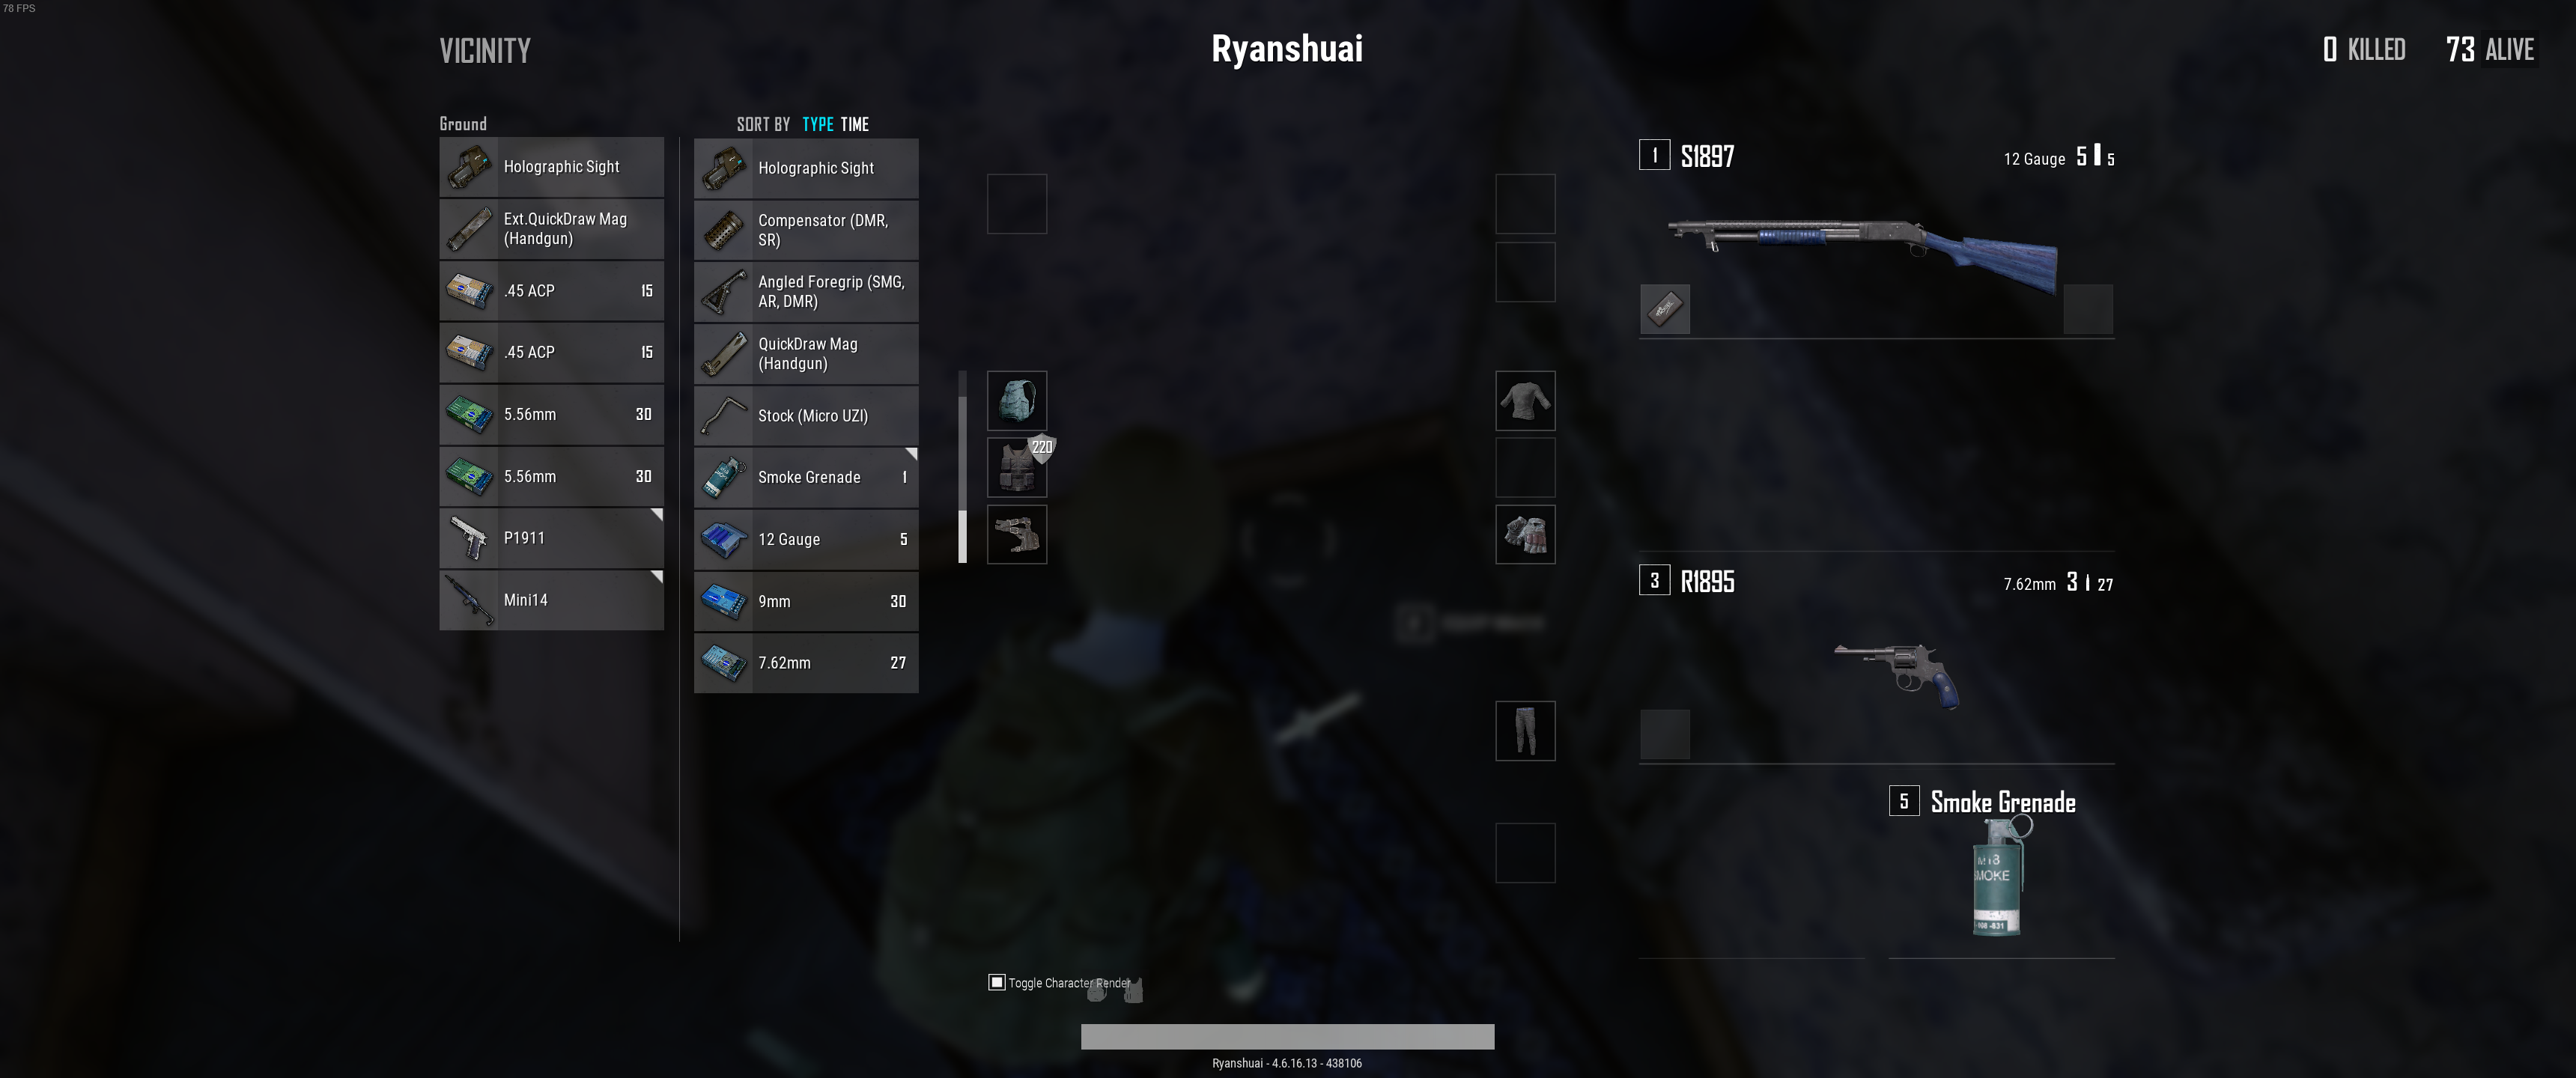 78 FPS
VICINITY
Ryanshuai
0 KILLED 73 ALIVE
Ground
Holographic Sight
Ext.QuickDraw Mag
(Handgun)
.45 ACP 15
.45 ACP 15
5.56mm 30
5.56mm 30
P1911
Mini14
SORT BY TYPE TIME
Holographic Sight
Compensator (DMR,
SR)
Angled Foregrip (SMG,
AR, DMR)
QuickDraw Mag
(Handgun)
Stock (Micro UZI)
Smoke Grenade 1
12 Gauge 5
9mm 30
7.62mm 27
220
1 S1897 12 Gauge 5 5
3 R1895 7.62mm 3 27
5 Smoke Grenade
M18
SMOKE
Toggle Character Render
Ryanshuai - 4.6.16.13 - 438106